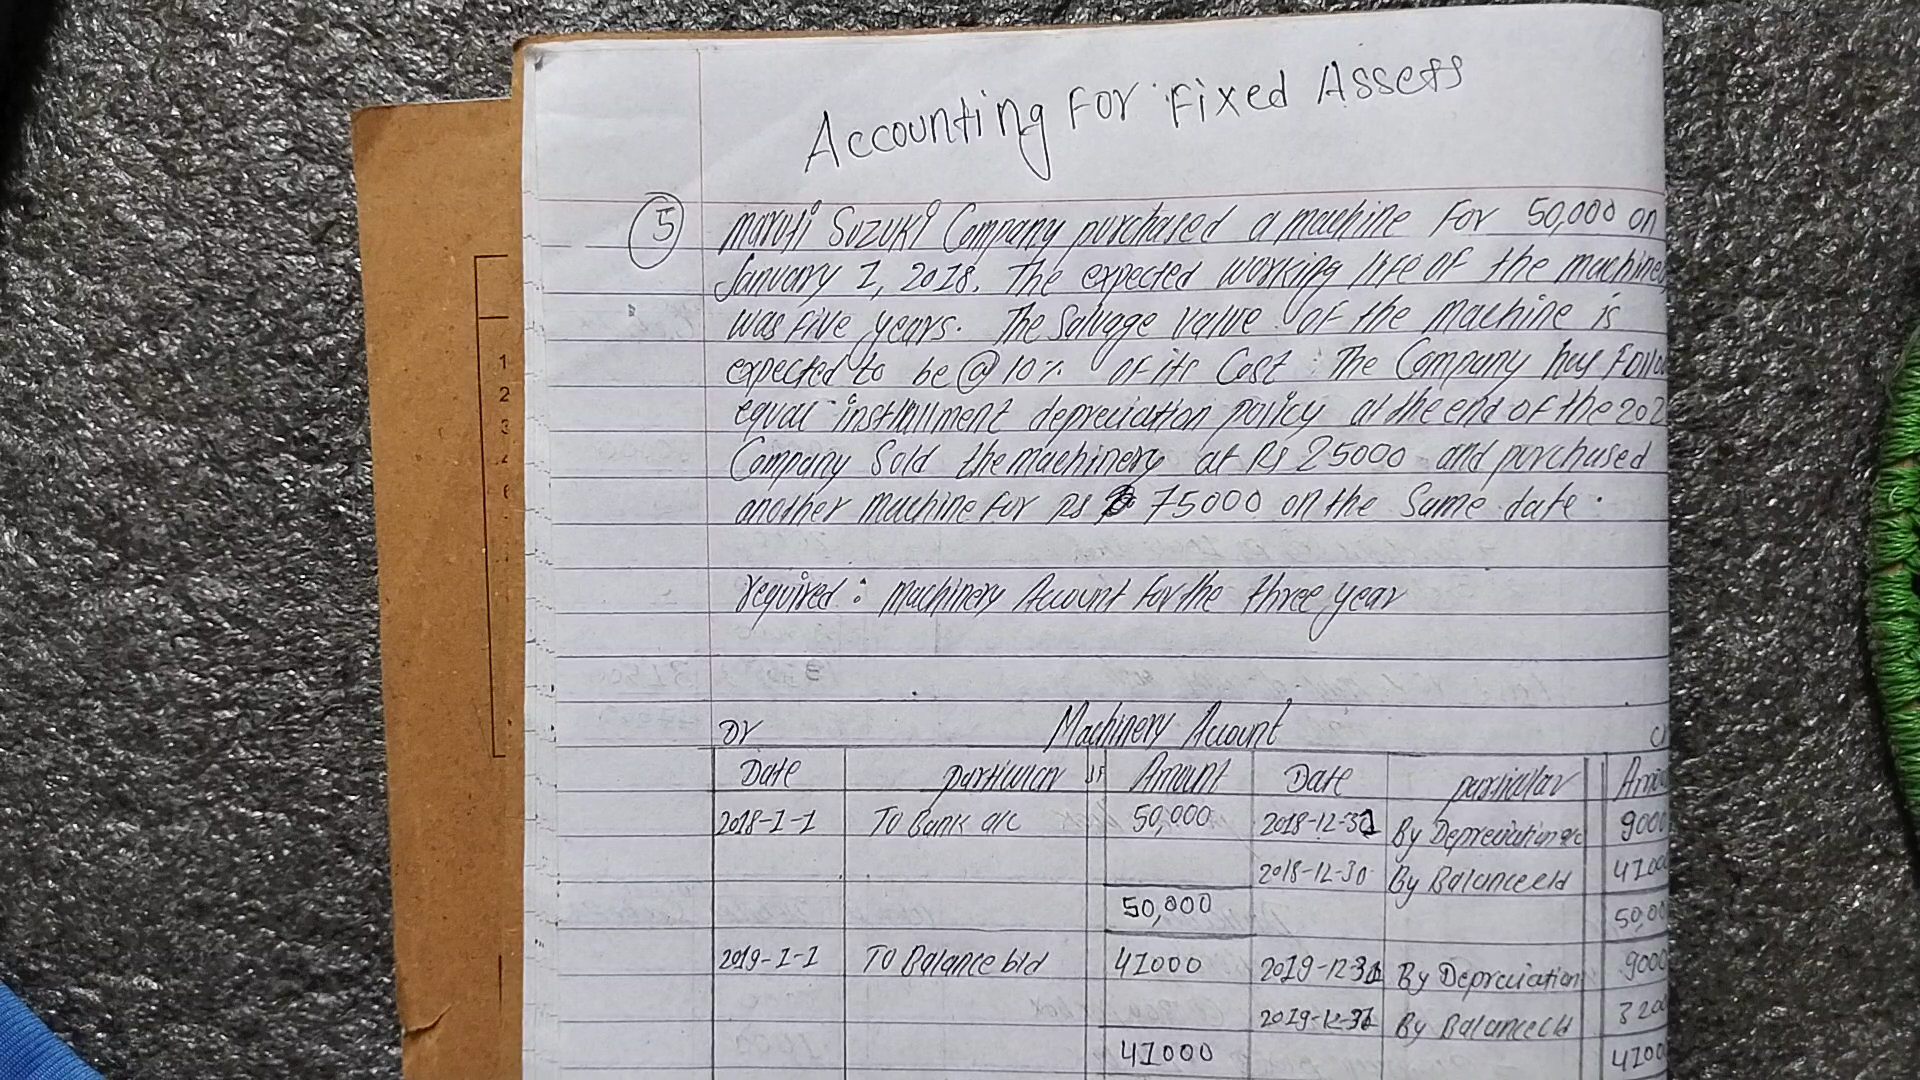 Accounting For Fixed Assets
5 Maruti Suzuki Company purchased a machine For 50,000 on
January 1, 2018. The expected working life of the machine
was five years. The Salvage value of the machine is
expected to be @ 10% of its Cost. The Company has
equal installment depreciation policy at the end of the 202
Company Sold the machinery at Rs 25000 and purchased
another machine for Rs 75000 on the Same date.
required: Machinery Account for the three year
Dr Machinery Account
Date particular J.F Amount Date particular
2018-1-1 To Bank a/c 50,000 2018-12-31 By Depreciation a/c 9000
2018-12-30 By Balance c/d 4100
50,000 50,00
2019-1-1 To Balance b/d 41000 2019-12-31 By Depreciation 9000
2019-12-31 By Balance c/d 3200
41000 4100